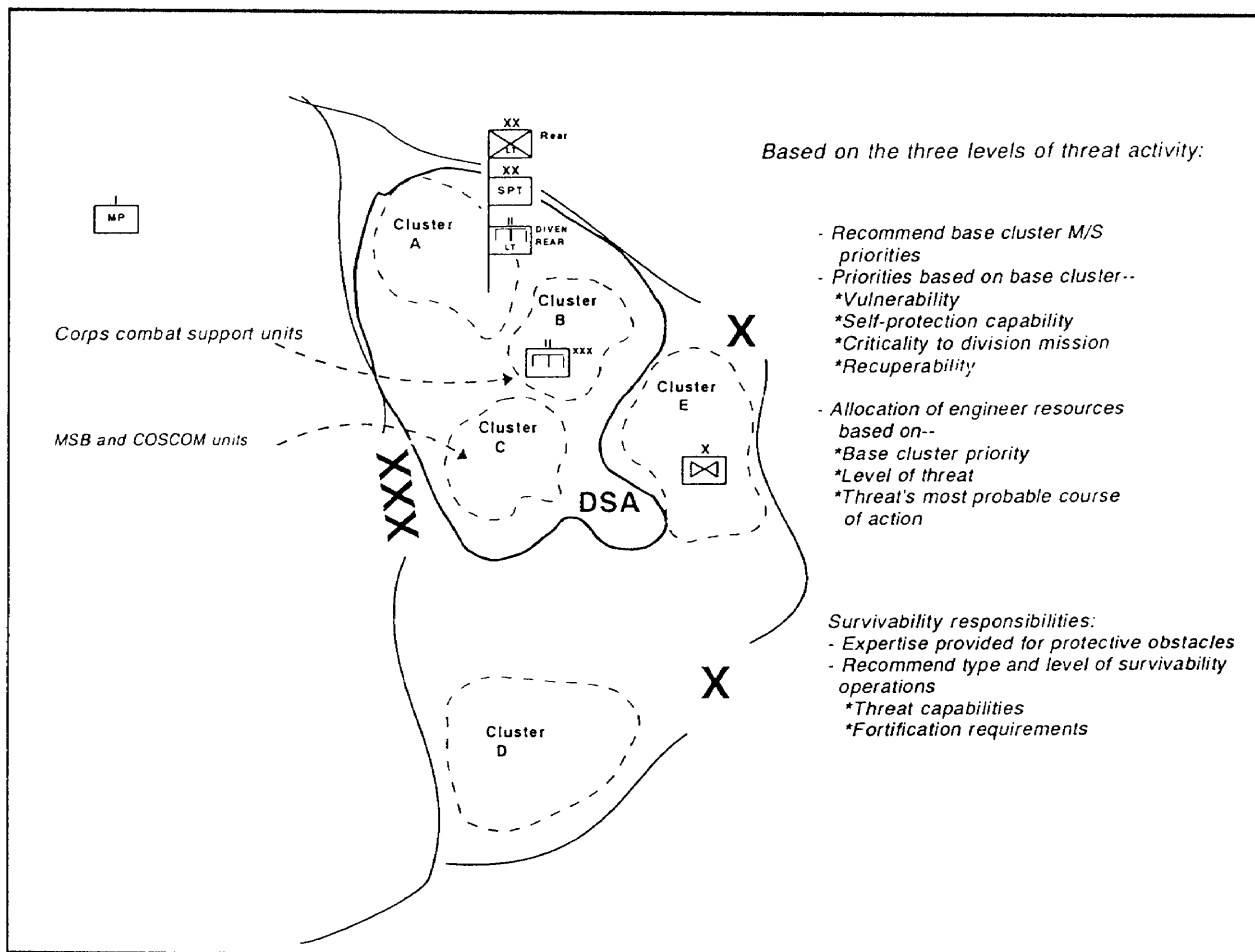 XX
Rear
LT
XX
SPT
II
DIVEN
REAR
LT
I
MP
Cluster
A
Cluster
B
II
XXX
Corps combat support units
Cluster
C
MSB and COSCOM units
XXX
DSA
X
Cluster
E
X
X
Cluster
D
Based on the three levels of threat activity:
- Recommend base cluster M/S
priorities
- Priorities based on base cluster--
*Vulnerability
*Self-protection capability
*Criticality to division mission
*Recuperability
- Allocation of engineer resources
based on--
*Base cluster priority
*Level of threat
*Threat's most probable course
of action
Survivability responsibilities:
- Expertise provided for protective obstacles
- Recommend type and level of survivability
operations
*Threat capabilities
*Fortification requirements